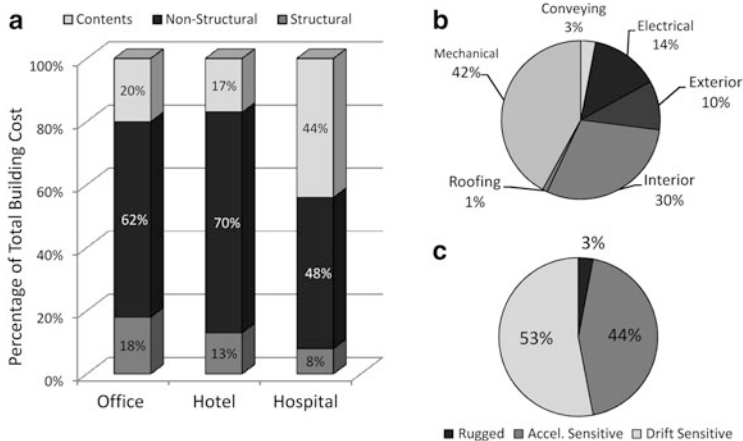 a
Contents Non-Structural Structural
Percentage of Total Building Cost
100%
80%
60%
40%
20%
0%
20%
62%
18%
17%
70%
13%
44%
48%
8%
Office Hotel Hospital
b
Conveying
3%
Electrical
14%
Exterior
10%
Interior
30%
Roofing
1%
Mechanical
42%
c
3%
44%
53%
Rugged Accel. Sensitive Drift Sensitive